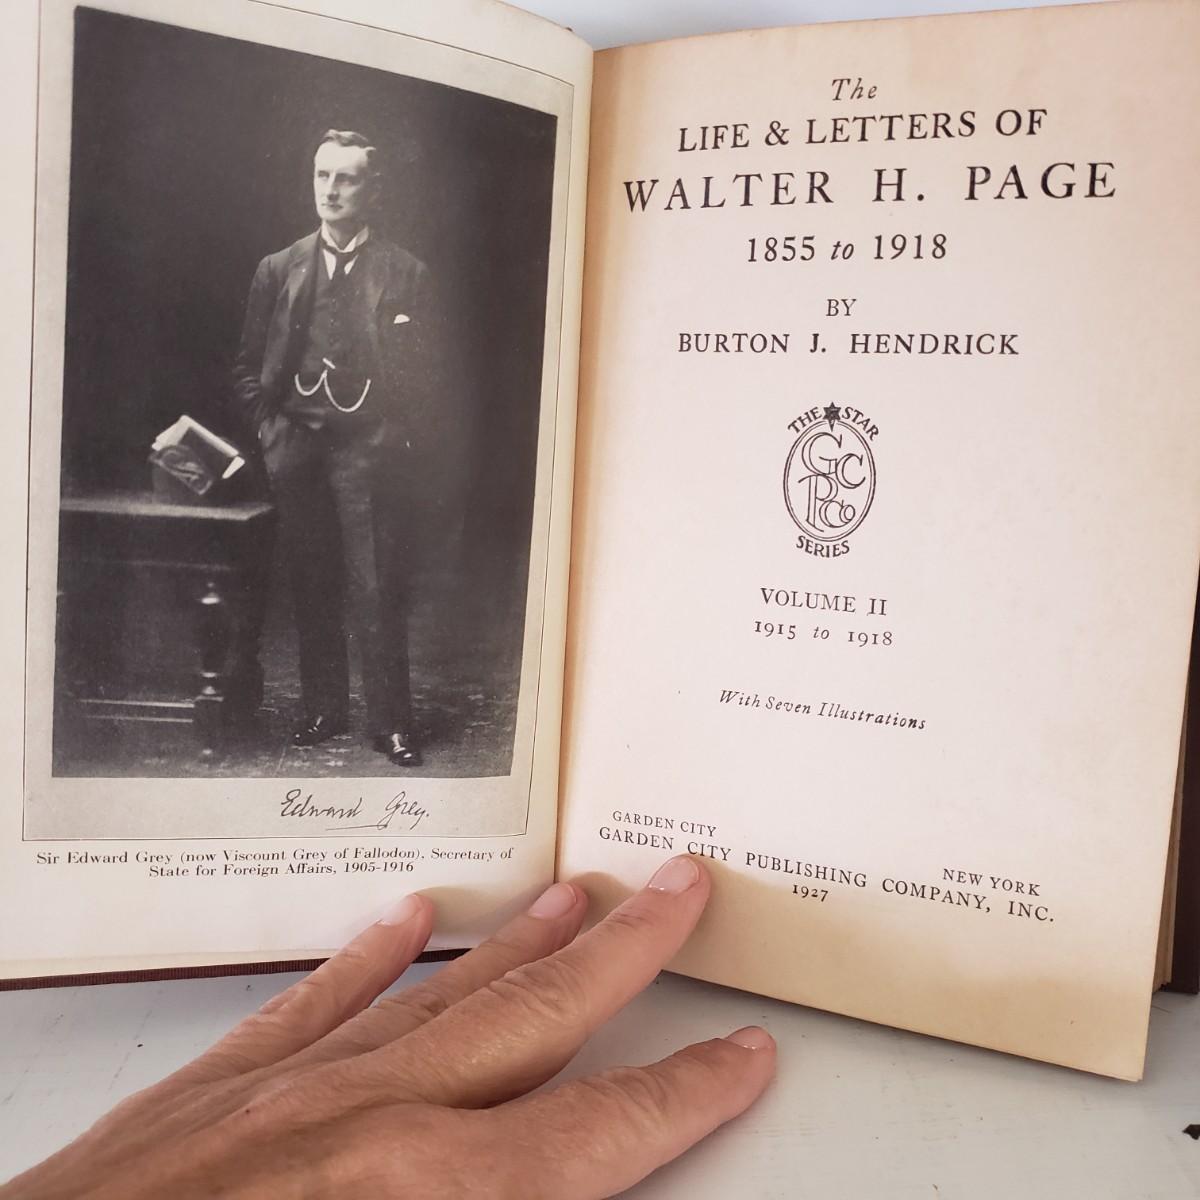 Edward Grey.
Sir Edward Grey (now Viscount Grey of Fallodon), Secretary of
State for Foreign Affairs, 1905-1916
The
LIFE & LETTERS OF
WALTER H. PAGE
1855 to 1918
BY
BURTON J. HENDRICK
THE STAR
GC
PCo
SERIES
VOLUME II
1915 to 1918
With Seven Illustrations
GARDEN CITY NEW YORK
GARDEN CITY PUBLISHING COMPANY, INC.
1927